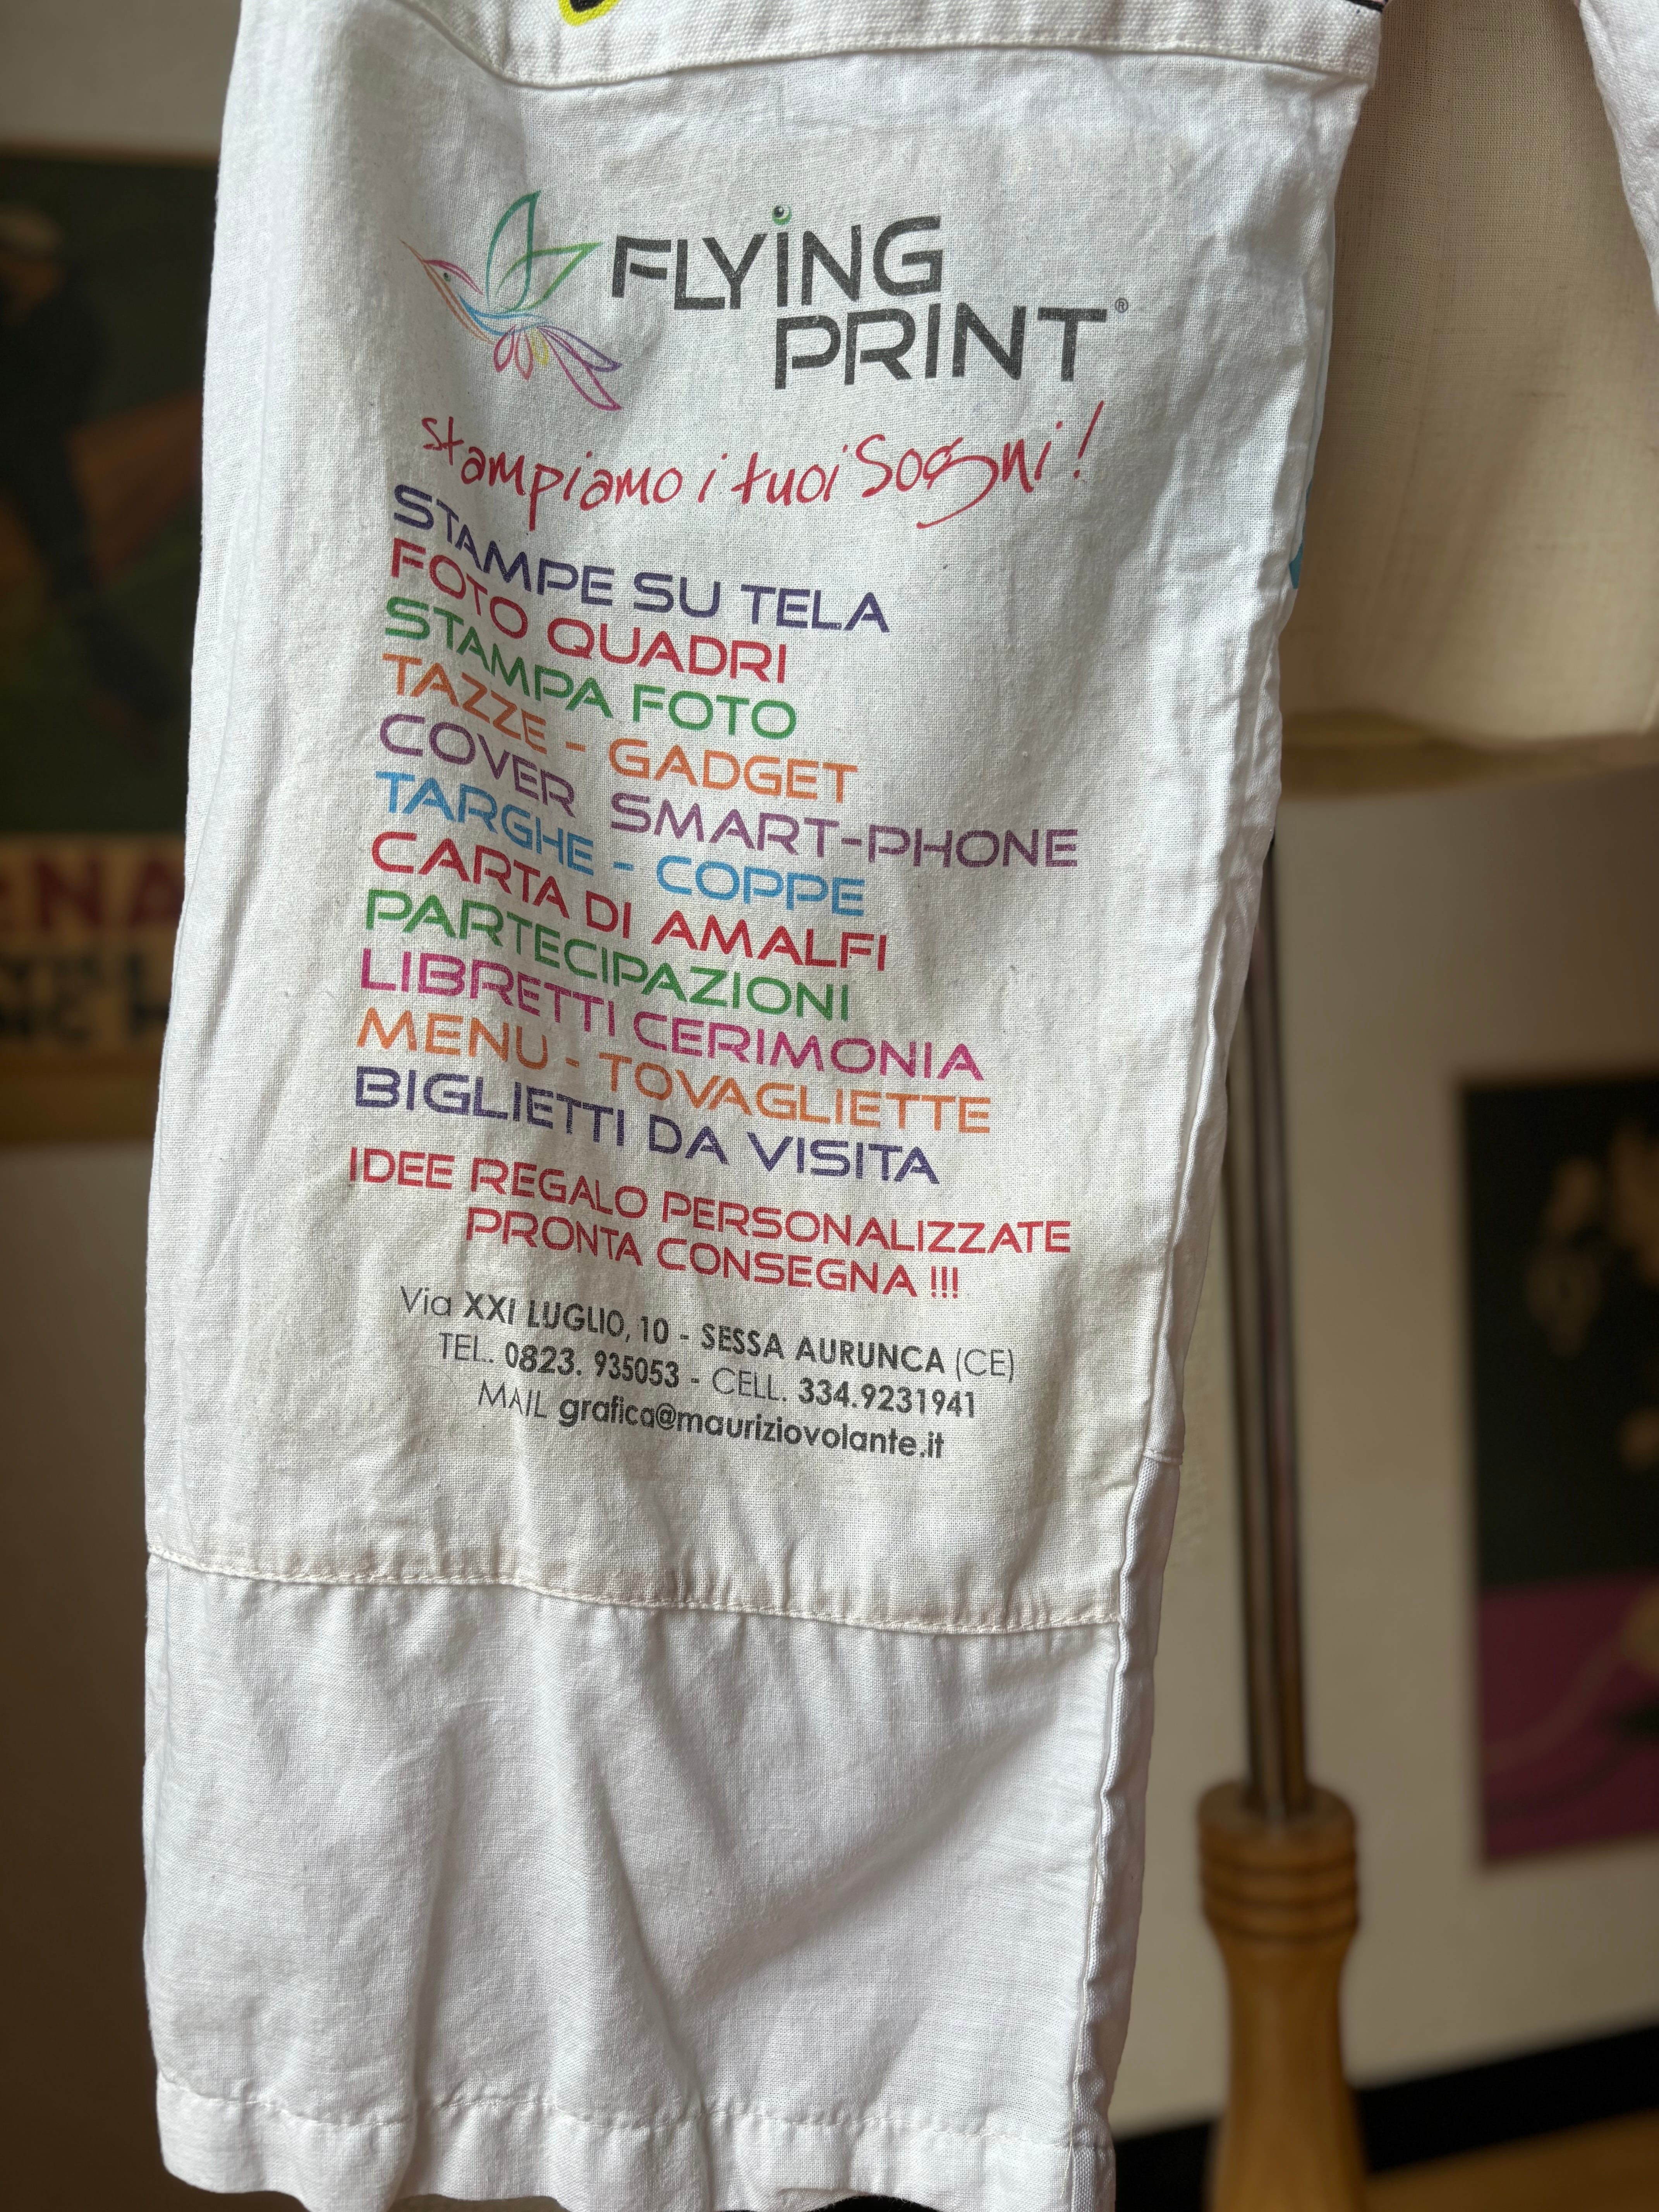 FLYiNG
PRINT®
stampiamo i tuoi Sogni!
STAMPE SU TELA
FOTO QUADRI
STAMPA FOTO
TAZZE - GADGET
COVER SMART-PHONE
TARGHE - COPPE
CARTA DI AMALFI
PARTECIPAZIONI
LIBRETTI CERIMONIA
MENU - TOVAGLIETTE
BIGLIETTI DA VISITA
IDEE REGALO PERSONALIZZATE
PRONTA CONSEGNA !!!
Via XXI LUGLIO, 10 - SESSA AURUNCA (CE)
TEL. 0823. 935053 - CELL. 334.9231941
MAIL grafica@mauriziovolante.it